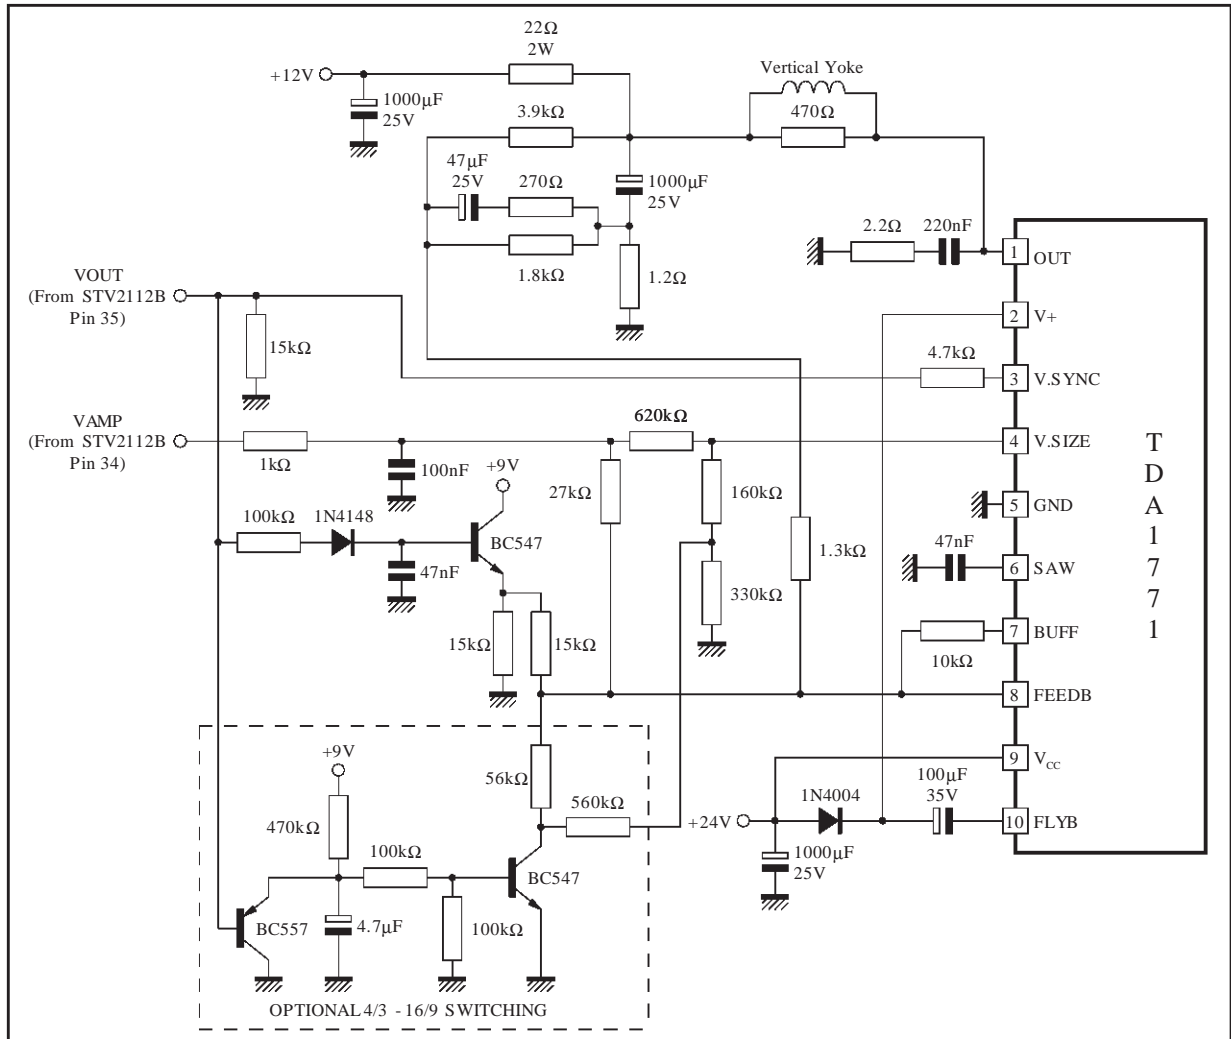 22Ω
2W
+12V
1000µF
25V
Vertical Yoke
470Ω
3.9kΩ
47µF
25V
270Ω
1000µF
25V
1.8kΩ
1.2Ω
2.2Ω
220nF
1
OUT
VOUT
(From STV2112B
Pin 35)
15kΩ
2
V+
4.7kΩ
3
V.SYNC
VAMP
(From STV2112B
Pin 34)
1kΩ
100nF
620kΩ
4
V.SIZE
+9V
27kΩ
160kΩ
5
GND
100kΩ
1N4148
BC547
47nF
1.3kΩ
47nF
6
SAW
330kΩ
15kΩ
15kΩ
7
BUFF
10kΩ
8
FEEDB
TDA1771
+9V
470kΩ
56kΩ
560kΩ
100kΩ
BC547
BC557
4.7µF
100kΩ
OPTIONAL 4/3 - 16/9 SWITCHING
9
VCC
+24V
1N4004
100µF
35V
10
FLYB
1000µF
25V